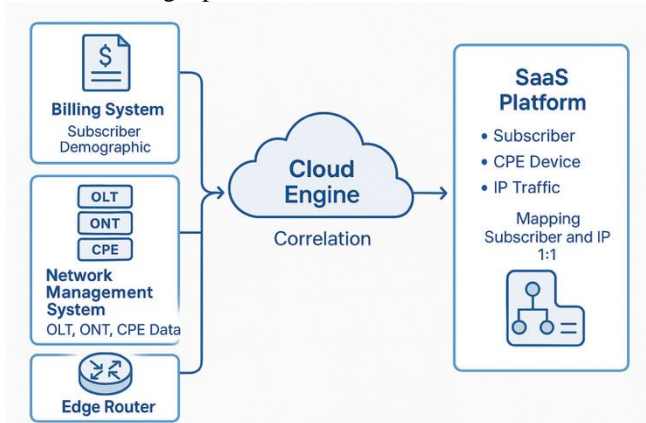 $
Billing System
Subscriber
Demographic
OLT
ONT
CPE
Network
Management
System
OLT, ONT, CPE Data
Edge Router
Cloud
Engine
Correlation
SaaS
Platform
• Subscriber
• CPE Device
• IP Traffic
Mapping
Subscriber and IP
1:1